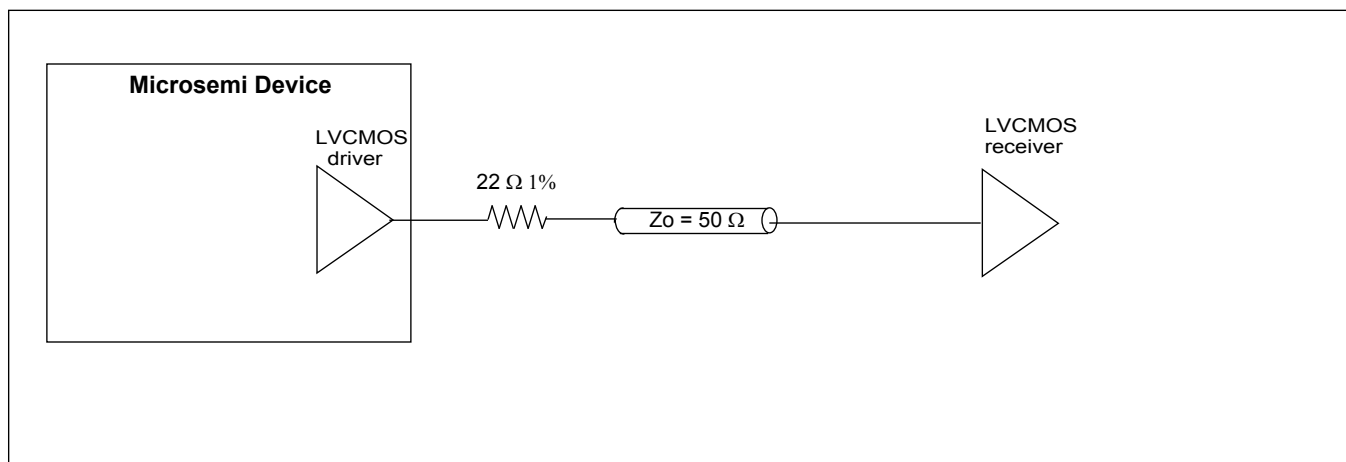 Microsemi Device
LVCMOS
driver
22 Ω 1%
Zo = 50 Ω
LVCMOS
receiver